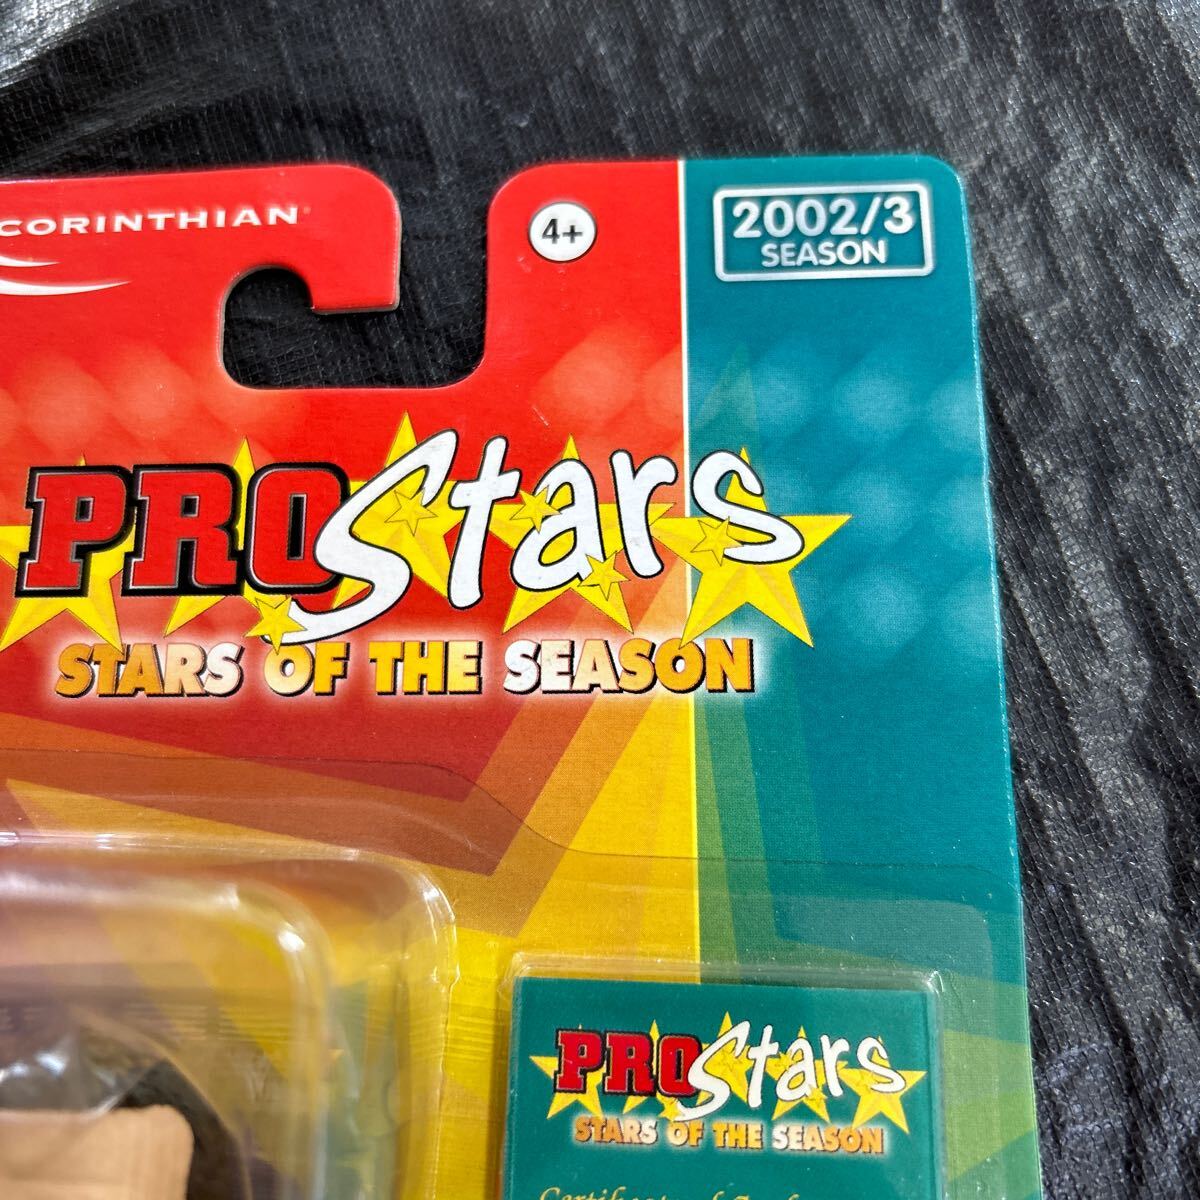 CORINTHIAN
4+
2002/3
SEASON
PROStars
STARS OF THE SEASON
PROStars
STARS OF THE SEASON